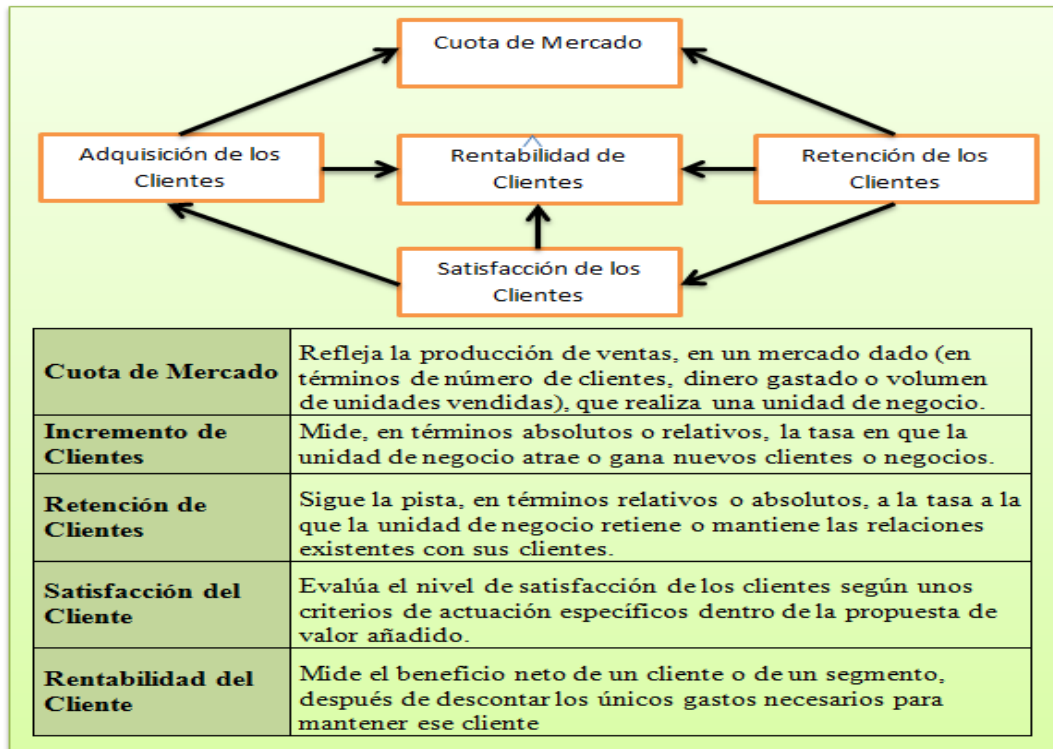 Cuota de Mercado
Adquisición de los
Clientes
Rentabilidad de
Clientes
Retención de los
Clientes
Satisfacción de los
Clientes
Cuota de Mercado
Refleja la producción de ventas, en un mercado dado (en
términos de número de clientes, dinero gastado o volumen
de unidades vendidas), que realiza una unidad de negocio.
Incremento de
Clientes
Mide, en términos absolutos o relativos, la tasa en que la
unidad de negocio atrae o gana nuevos clientes o negocios.
Retención de
Clientes
Sigue la pista, en términos relativos o absolutos, a la tasa a la
que la unidad de negocio retiene o mantiene las relaciones
existentes con sus clientes.
Satisfacción del
Cliente
Evalúa el nivel de satisfacción de los clientes según unos
criterios de actuación específicos dentro de la propuesta de
valor añadido.
Rentabilidad del
Cliente
Mide el beneficio neto de un cliente o de un segmento,
después de descontar los únicos gastos necesarios para
mantener ese cliente